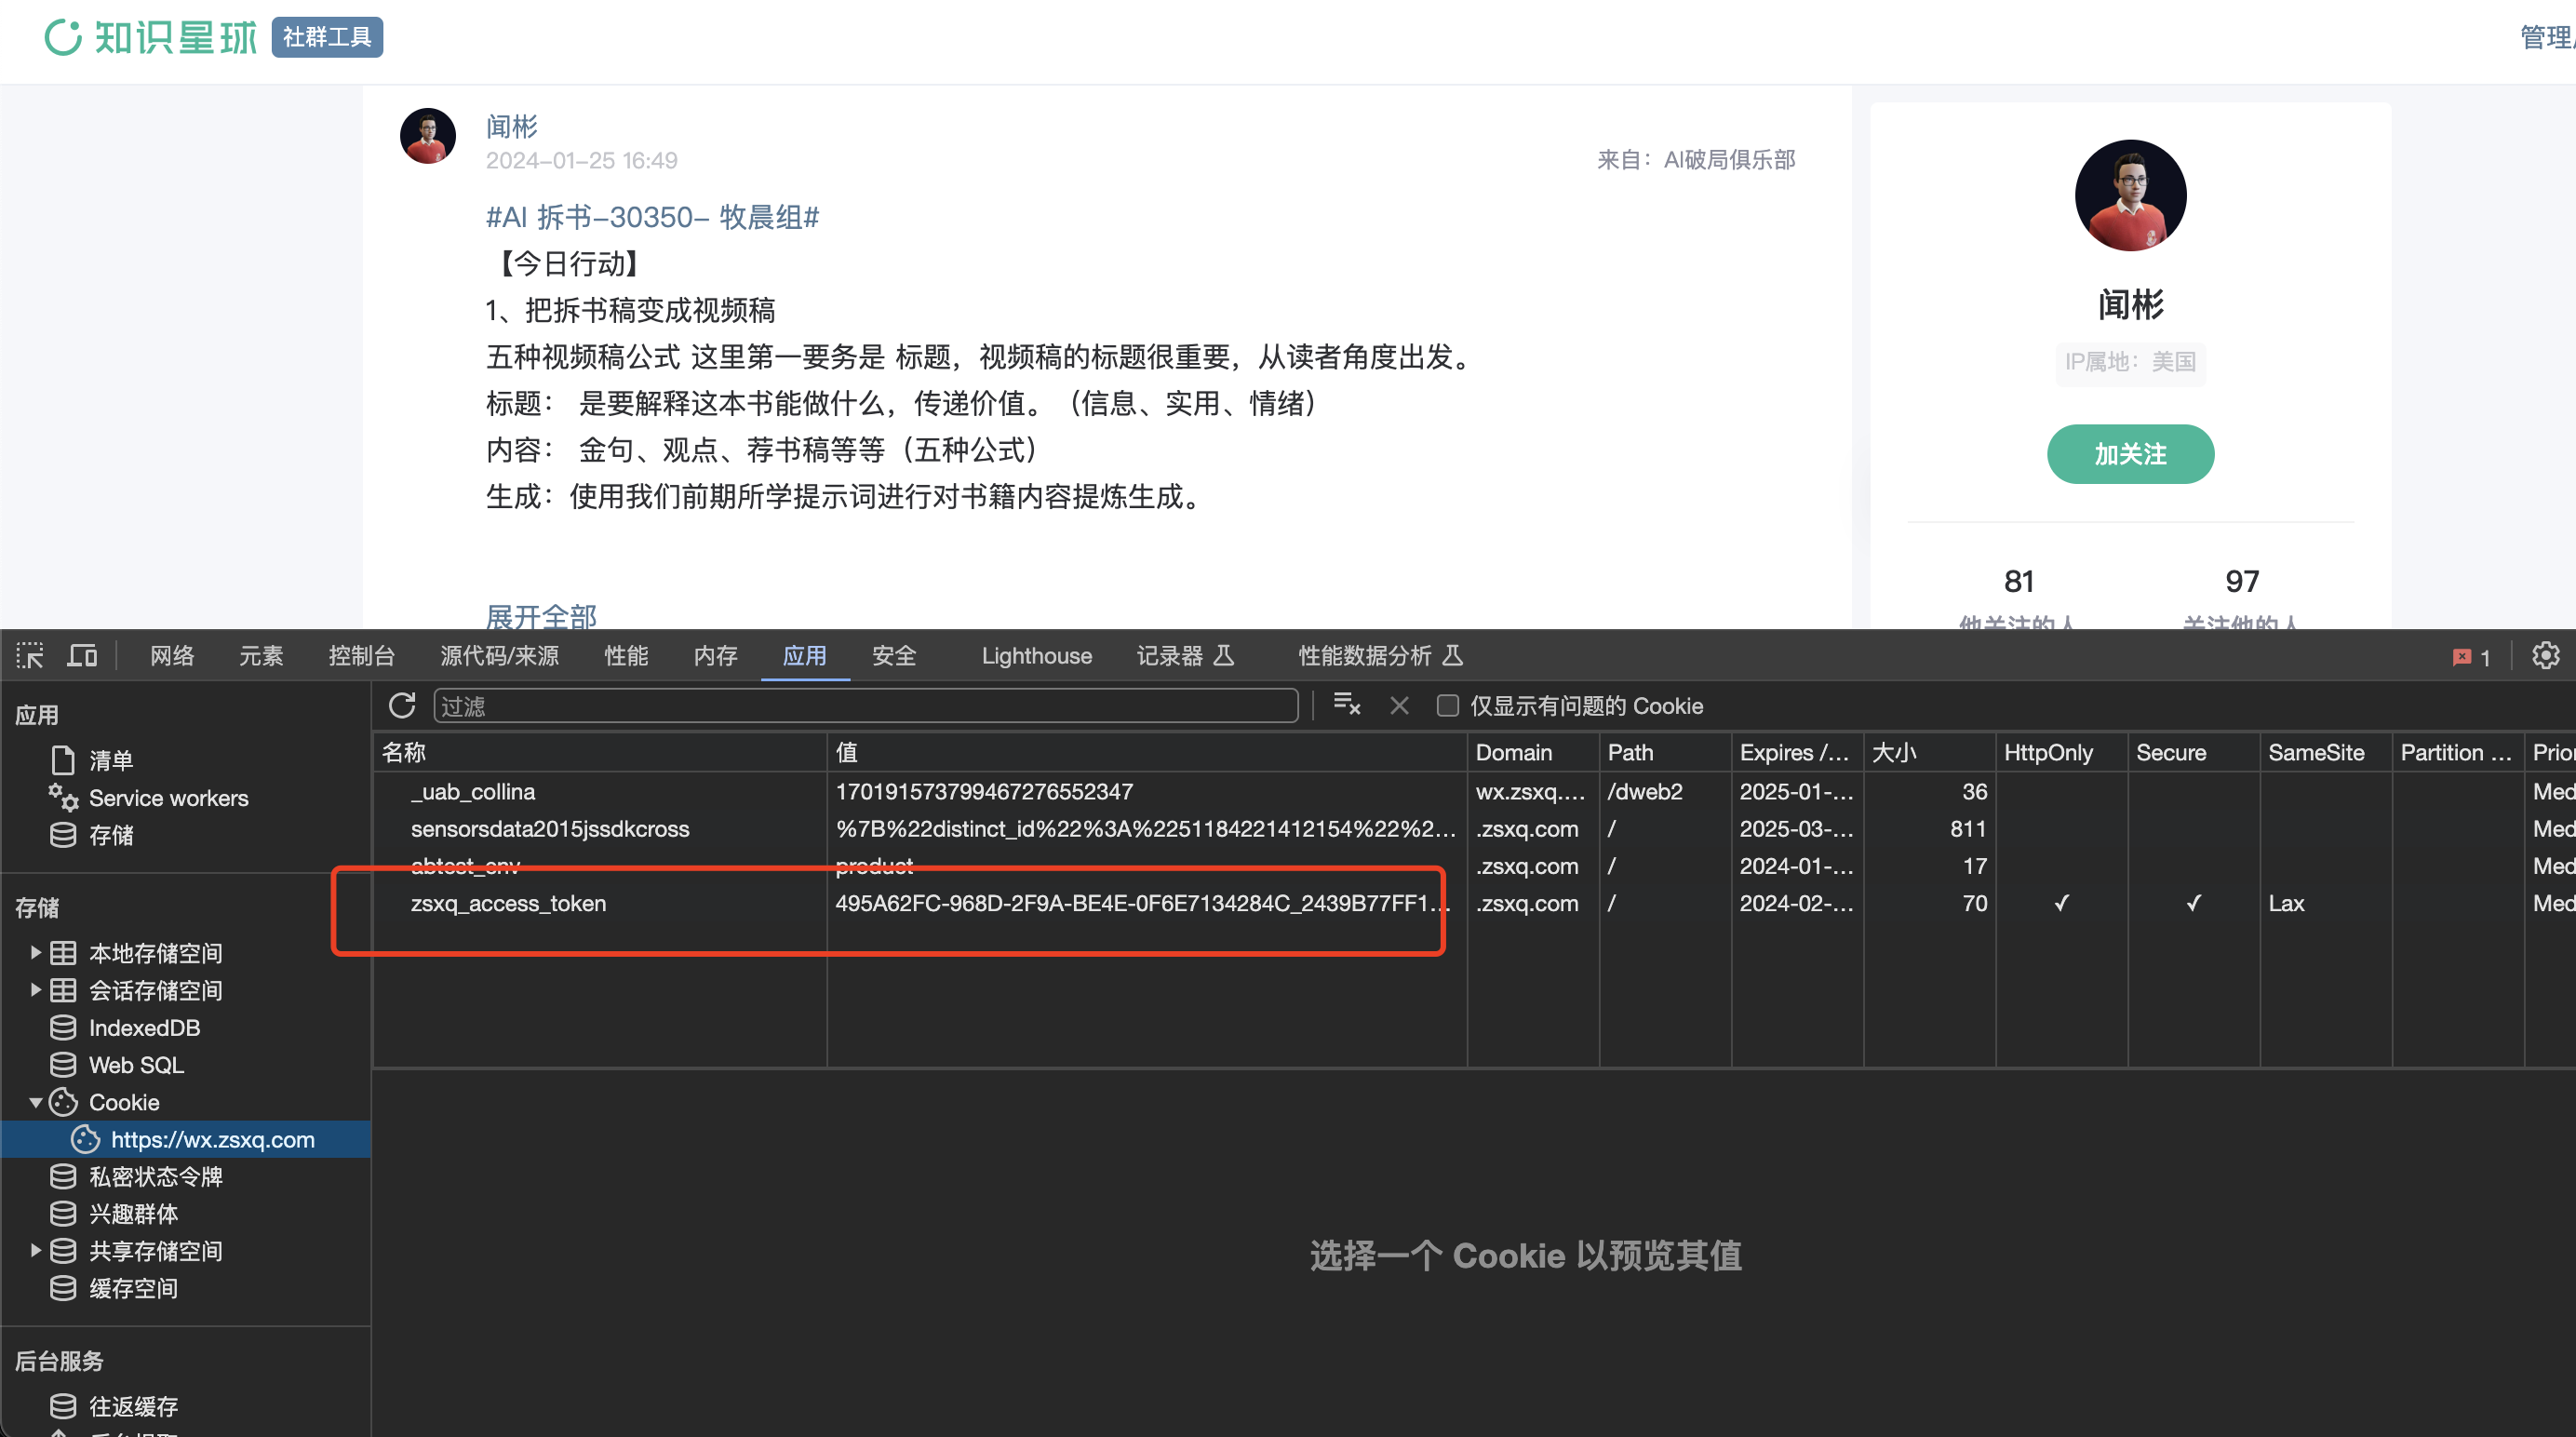 知识星球 社群工具
管理
闻彬
2024-01-25 16:49
来自：AI破局俱乐部
#AI 拆书-30350- 牧晨组#
【今日行动】
1、把拆书稿变成视频稿
五种视频稿公式 这里第一要务是 标题，视频稿的标题很重要，从读者角度出发。
标题： 是要解释这本书能做什么，传递价值。（信息、实用、情绪）
内容： 金句、观点、荐书稿等等（五种公式）
生成：使用我们前期所学提示词进行对书籍内容提炼生成。
展开全部
闻彬
IP属地：美国
加关注
81 97
他关注的人 关注他的人
网络 元素 控制台 源代码/来源 性能 内存 应用 安全 Lighthouse 记录器 性能数据分析 1
应用
清单
Service workers
存储
存储
本地存储空间
会话存储空间
IndexedDB
Web SQL
Cookie
https://wx.zsxq.com
私密状态令牌
兴趣群体
共享存储空间
缓存空间
后台服务
往返缓存
过滤 仅显示有问题的 Cookie
名称 值 Domain Path Expires /... 大小 HttpOnly Secure SameSite Partition ... Prior
_uab_collina 170191573799467276552347 wx.zsxq.... /dweb2 2025-01-... 36 Med
sensorsdata2015jssdkcross %7B%22distinct_id%22%3A%22511842214​12154%22%2... .zsxq.com / 2025-03-... 811 Med
abtest_env product .zsxq.com / 2024-01-... 17 Med
zsxq_access_token 495A62FC-968D-2F9A-BE4E-0F6E7134284C_2439B77FF1... .zsxq.com / 2024-02-... 70 ✓ ✓ Lax Med
选择一个 Cookie 以预览其值